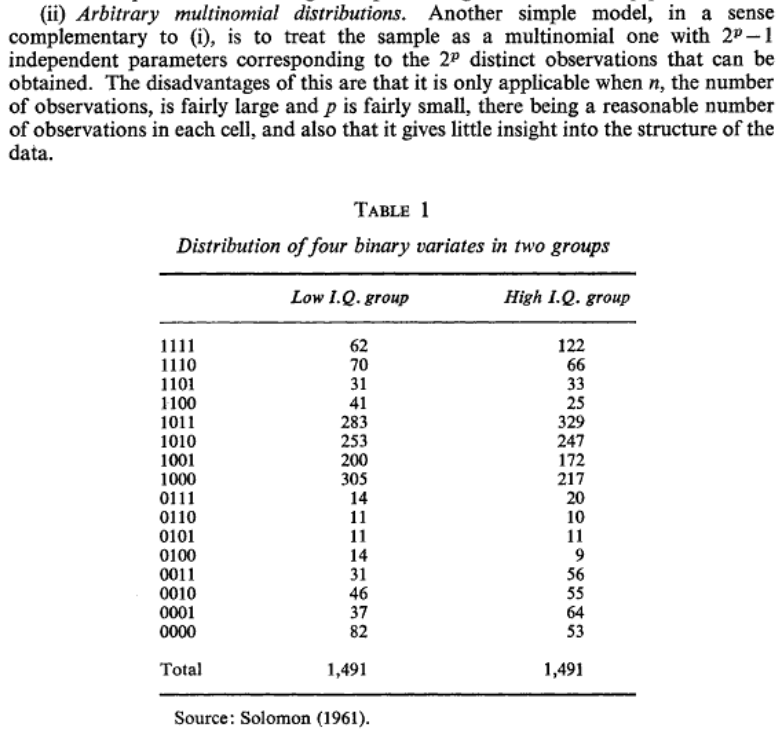 (ii) Arbitrary multinomial distributions. Another simple model, in a sense
complementary to (i), is to treat the sample as a multinomial one with 2ᵖ−1
independent parameters corresponding to the 2ᵖ distinct observations that can be
obtained. The disadvantages of this are that it is only applicable when n, the number
of observations, is fairly large and p is fairly small, there being a reasonable number
of observations in each cell, and also that it gives little insight into the structure of the
data.
TABLE 1
Distribution of four binary variates in two groups
Low I.Q. group High I.Q. group
1111 62 122
1110 70 66
1101 31 33
1100 41 25
1011 283 329
1010 253 247
1001 200 172
1000 305 217
0111 14 20
0110 11 10
0101 11 11
0100 14 9
0011 31 56
0010 46 55
0001 37 64
0000 82 53
Total 1,491 1,491
Source: Solomon (1961).